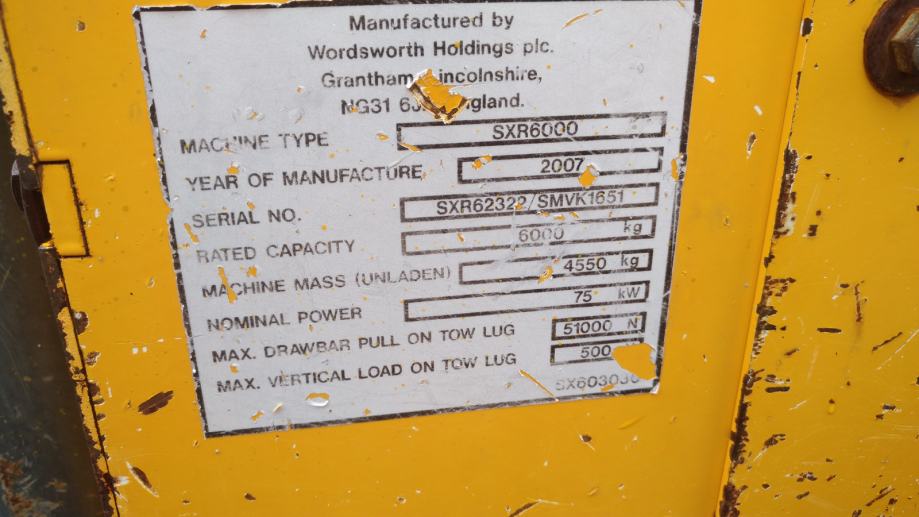 Manufactured by
Wordsworth Holdings plc.
Grantham, Lincolnshire,
NG31 England.
MACHINE TYPE SXR6000
YEAR OF MANUFACTURE 2007
SERIAL NO. SXR62322/SMVK1651
RATED CAPACITY 6000 kg
MACHINE MASS (UNLADEN) 4550 kg
NOMINAL POWER 75 kW
MAX. DRAWBAR PULL ON TOW LUG 51000 N
MAX. VERTICAL LOAD ON TOW LUG 500